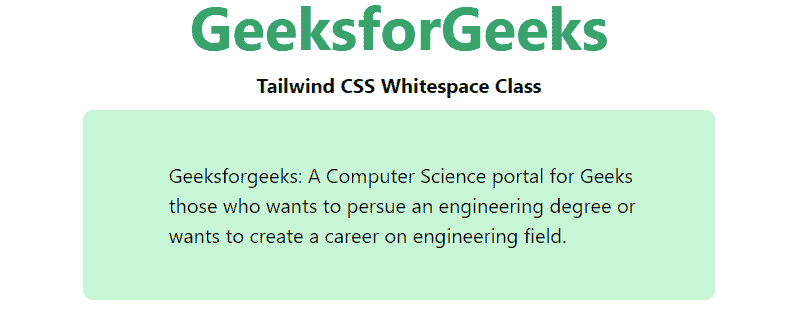 GeeksforGeeks
Tailwind CSS Whitespace Class
Geeksforgeeks: A Computer Science portal for Geeks
those who wants to persue an engineering degree or
wants to create a career on engineering field.